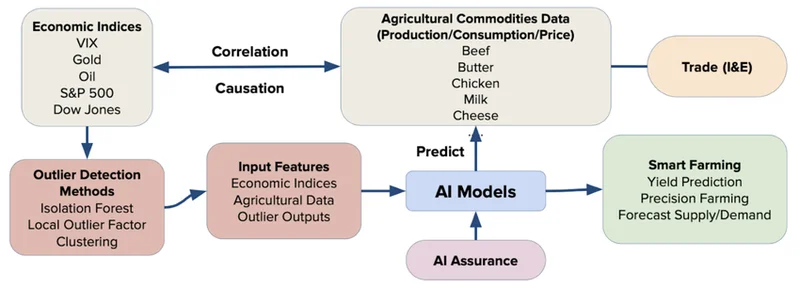 Economic Indices
VIX
Gold
Oil
S&P 500
Dow Jones
Correlation
Causation
Agricultural Commodities Data
(Production/Consumption/Price)
Beef
Butter
Chicken
Milk
Cheese
...
Trade (I&E)
Predict
Outlier Detection
Methods
Isolation Forest
Local Outlier Factor
Clustering
Input Features
Economic Indices
Agricultural Data
Outlier Outputs
AI Models
Smart Farming
Yield Prediction
Precision Farming
Forecast Supply/Demand
AI Assurance